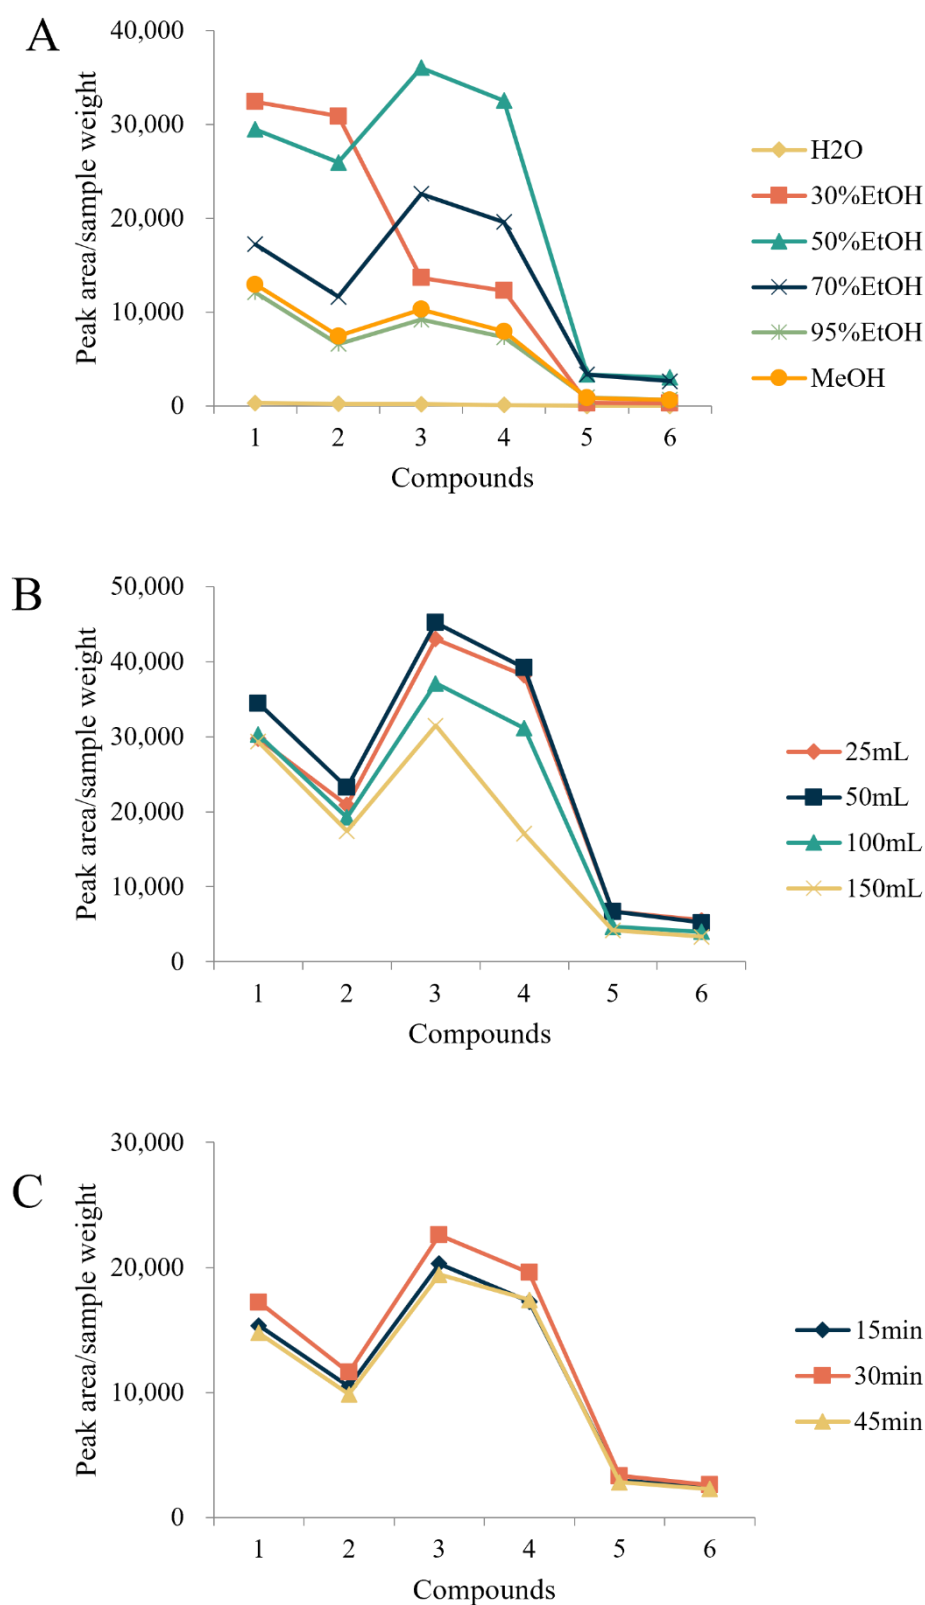 A
Peak area/sample weight
40,000
30,000
20,000
10,000
0
1 2 3 4 5 6
Compounds
H2O
30%EtOH
50%EtOH
70%EtOH
95%EtOH
MeOH
B
Peak area/sample weight
50,000
40,000
30,000
20,000
10,000
0
1 2 3 4 5 6
Compounds
25mL
50mL
100mL
150mL
C
Peak area/sample weight
30,000
20,000
10,000
0
1 2 3 4 5 6
Compounds
15min
30min
45min